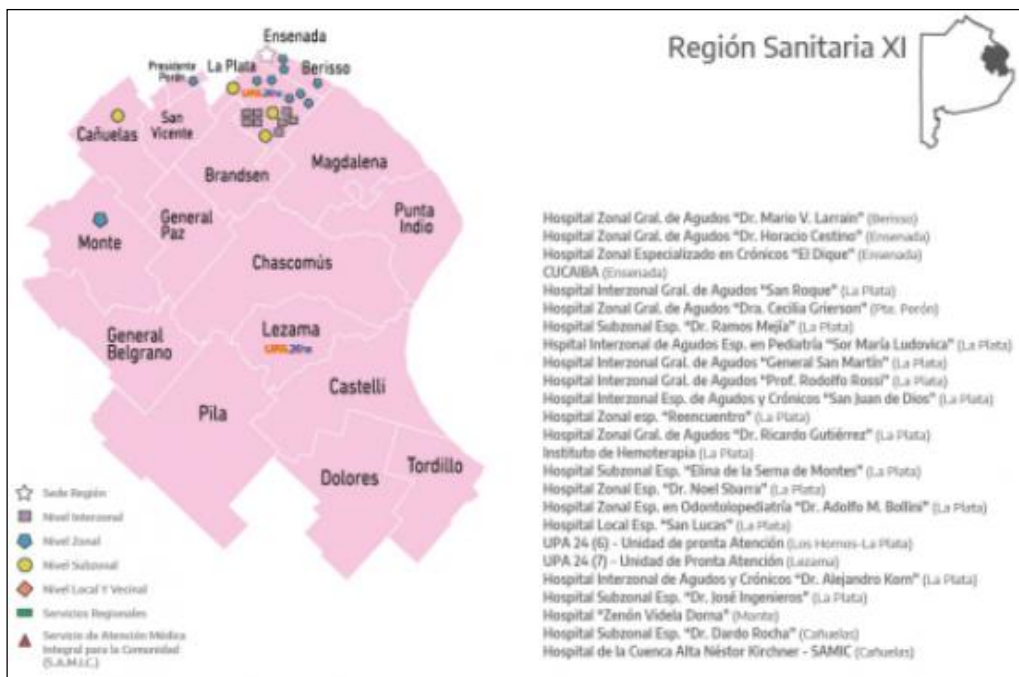 Región Sanitaria XI
Ensenada
Presidente
Perón
La Plata
Berisso
UPA 24hs
Cañuelas
San
Vicente
Brandsen
Magdalena
Monte
General
Paz
Punta
Indio
Chascomús
General
Belgrano
Lezama
UPA 24hs
Castelli
Pila
Dolores
Tordillo
Sede Región
Nivel Interzonal
Nivel Zonal
Nivel Subzonal
Nivel Local Y Vecinal
Servicios Regionales
Servicio de Atención Médica
Integral para la Comunidad
(S.A.M.I.C.)
Hospital Zonal Gral. de Agudos "Dr. Mario V. Larrain" (Berisso)
Hospital Zonal Gral. de Agudos "Dr. Horacio Cestino" (Ensenada)
Hospital Zonal Especializado en Crónicos "El Dique" (Ensenada)
CUCAIBA (Ensenada)
Hospital Interzonal Gral. de Agudos "San Roque" (La Plata)
Hospital Zonal Gral. de Agudos "Dra. Cecilia Grierson" (Pte. Perón)
Hospital Subzonal Esp. "Dr. Ramos Mejía" (La Plata)
Hspital Interzonal de Agudos Esp. en Pediatría "Sor María Ludovica" (La Plata)
Hospital Interzonal Gral. de Agudos "General San Martín" (La Plata)
Hospital Interzonal Gral. de Agudos "Prof. Rodolfo Rossi" (La Plata)
Hospital Interzonal Esp. de Agudos y Crónicos "San Juan de Dios" (La Plata)
Hospital Zonal esp. "Reencuentro" (La Plata)
Hospital Zonal Gral. de Agudos "Dr. Ricardo Gutiérrez" (La Plata)
Instituto de Hemoterapia (La Plata)
Hospital Subzonal Esp. "Elina de la Serna de Montes" (La Plata)
Hospital Zonal Esp. "Dr. Noel Sbarra" (La Plata)
Hospital Zonal Esp. en Odontolopediatría "Dr. Adolfo M. Bollini" (La Plata)
Hospital Local Esp. "San Lucas" (La Plata)
UPA 24 (6) - Unidad de pronta Atención (Los Hornos-La Plata)
UPA 24 (7) - Unidad de Pronta Atención (Lezama)
Hospital Interzonal de Agudos y Crónicos "Dr. Alejandro Korn" (La Plata)
Hospital Subzonal Esp. "Dr. José Ingenieros" (La Plata)
Hospital "Zenón Videla Dorna" (Monte)
Hospital Subzonal Esp. "Dr. Dardo Rocha" (Cañuelas)
Hospital de la Cuenca Alta Néstor Kirchner - SAMIC (Cañuelas)